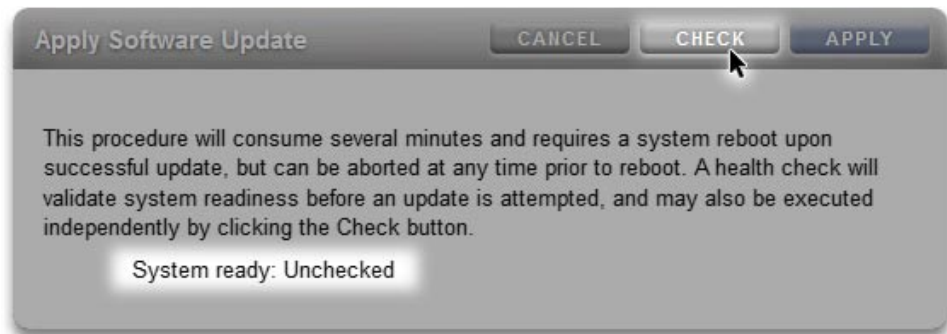 Apply Software Update CANCEL CHECK APPLY
This procedure will consume several minutes and requires a system reboot upon
successful update, but can be aborted at any time prior to reboot. A health check will
validate system readiness before an update is attempted, and may also be executed
independently by clicking the Check button.
System ready: Unchecked